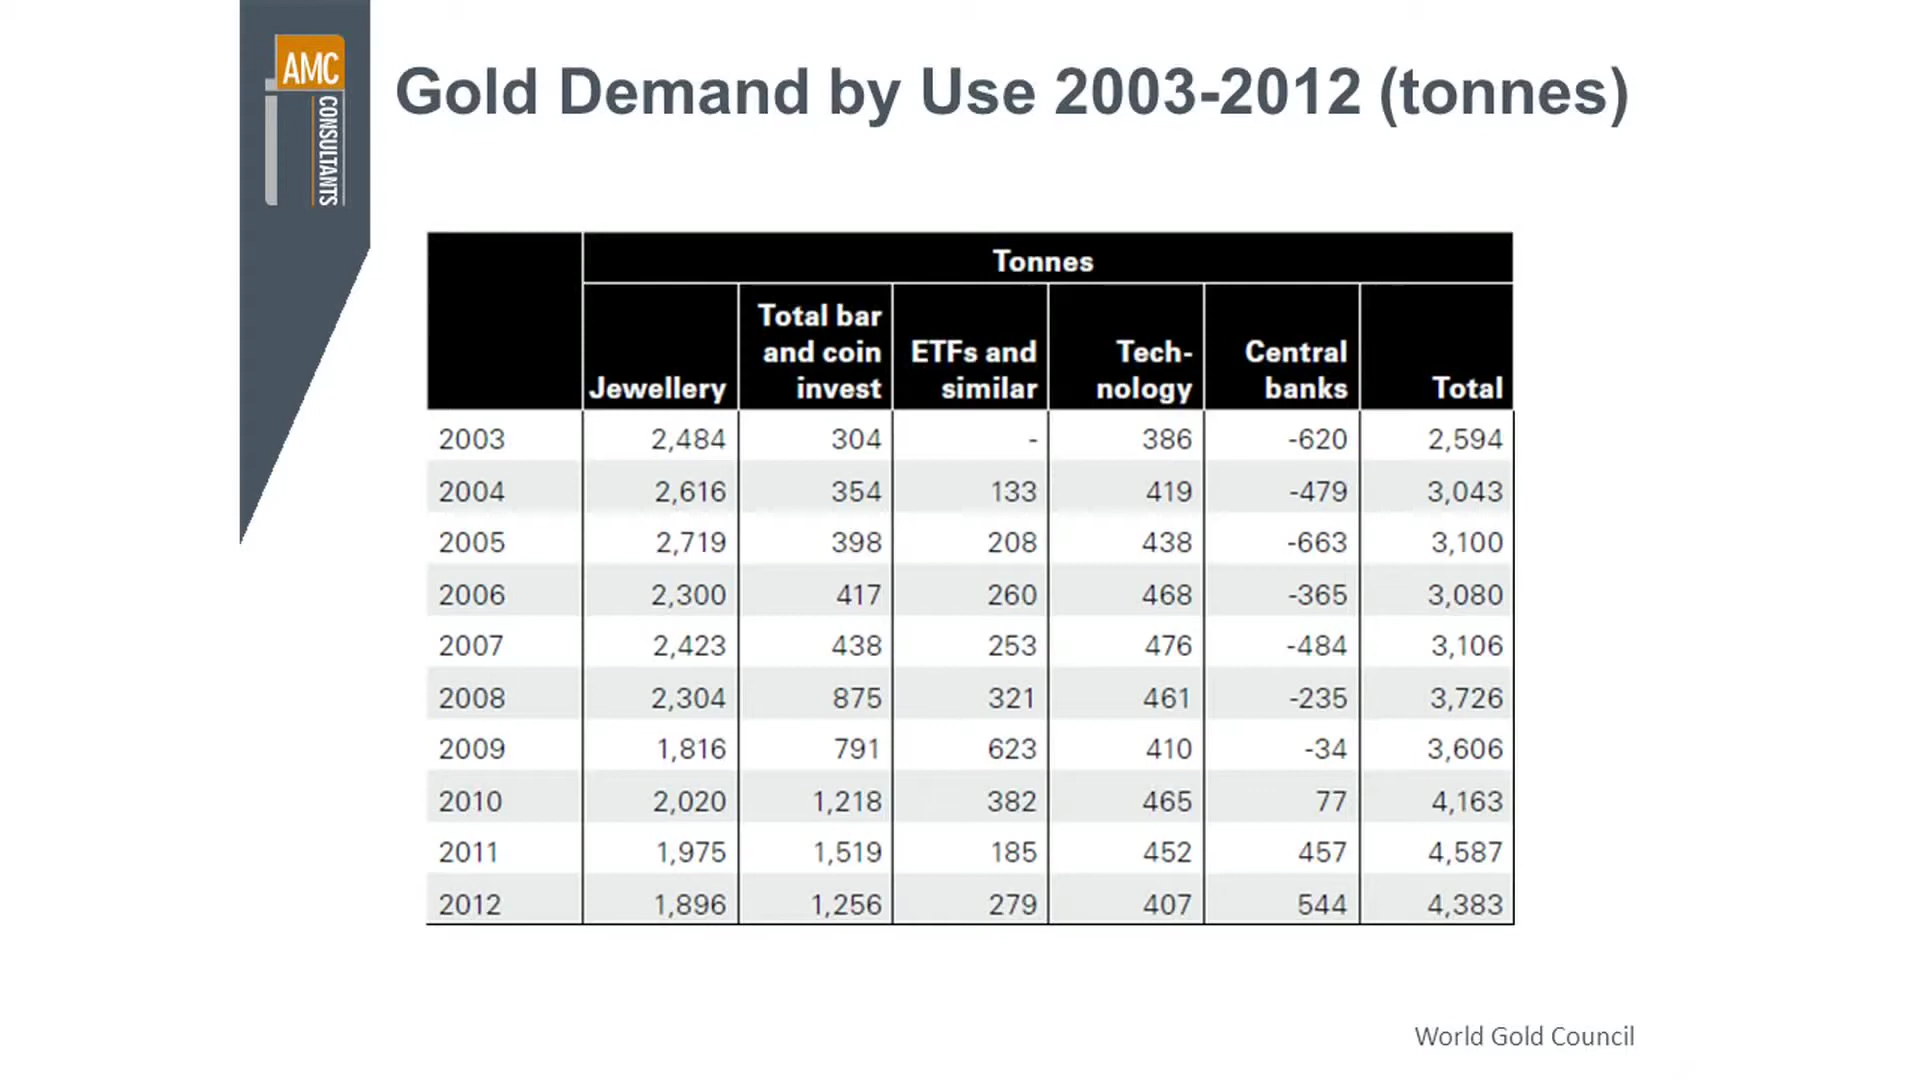 AMC
CONSULTANTS
Gold Demand by Use 2003-2012 (tonnes)
Tonnes
Jewellery Total bar and coin invest ETFs and similar Tech-nology Central banks Total
2003 2,484 304 - 386 -620 2,594
2004 2,616 354 133 419 -479 3,043
2005 2,719 398 208 438 -663 3,100
2006 2,300 417 260 468 -365 3,080
2007 2,423 438 253 476 -484 3,106
2008 2,304 875 321 461 -235 3,726
2009 1,816 791 623 410 -34 3,606
2010 2,020 1,218 382 465 77 4,163
2011 1,975 1,519 185 452 457 4,587
2012 1,896 1,256 279 407 544 4,383
World Gold Council